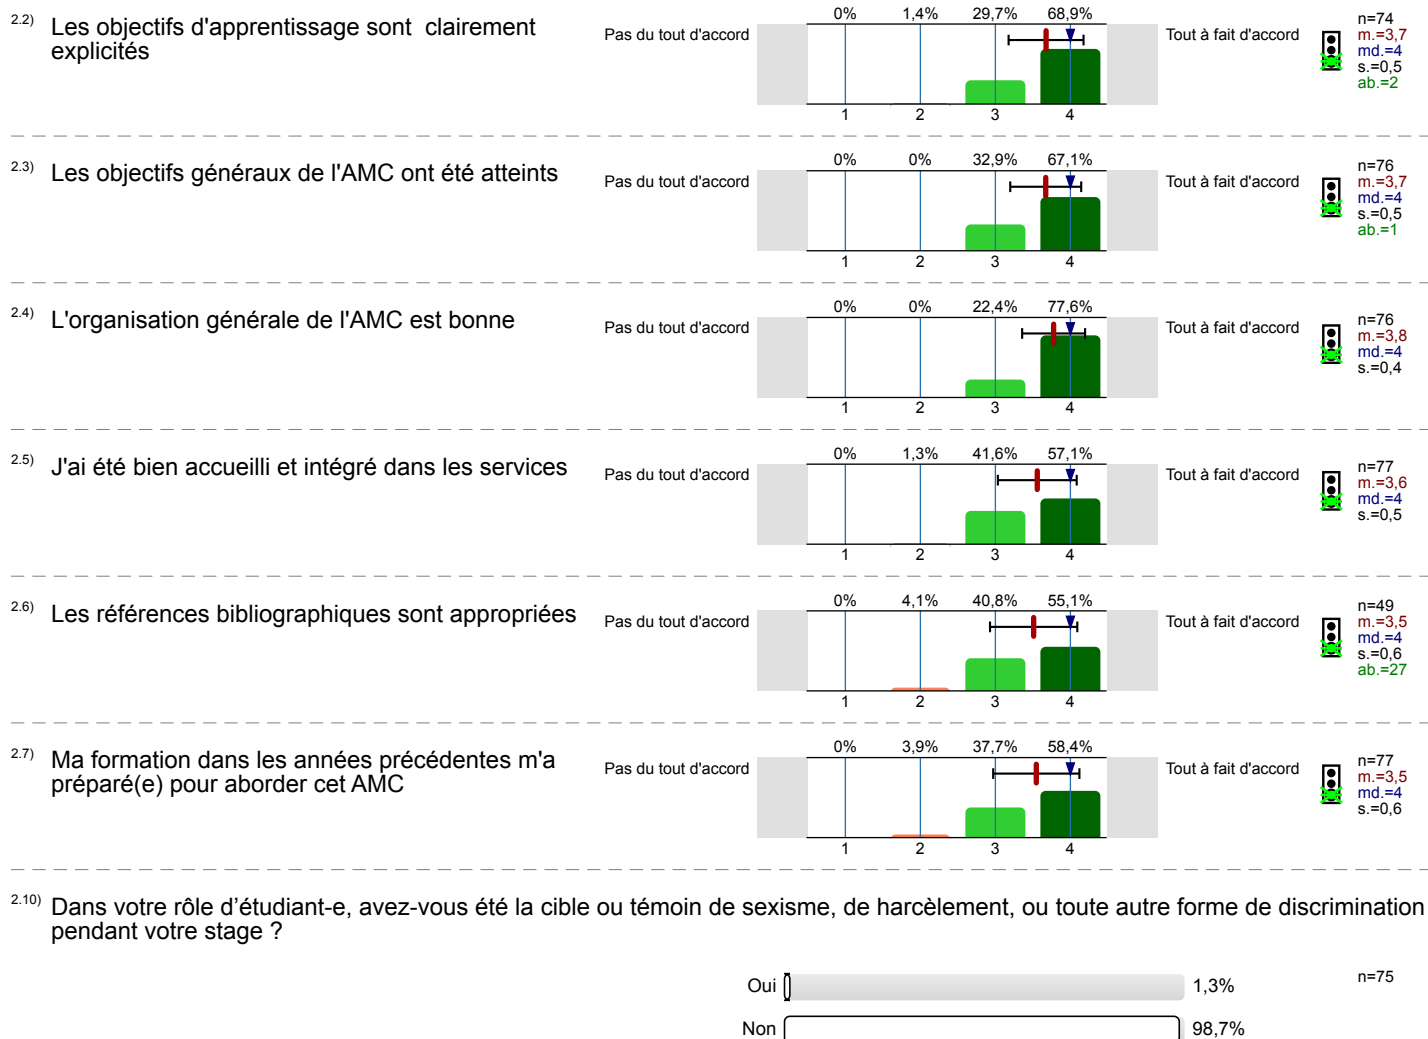 2.2) Les objectifs d'apprentissage sont clairement
explicités
Pas du tout d'accord
0% 1,4% 29,7% 68,9%
1 2 3 4
Tout à fait d'accord
n=74
m.=3,7
md.=4
s.=0,5
ab.=2
2.3) Les objectifs généraux de l'AMC ont été atteints
Pas du tout d'accord
0% 0% 32,9% 67,1%
1 2 3 4
Tout à fait d'accord
n=76
m.=3,7
md.=4
s.=0,5
ab.=1
2.4) L'organisation générale de l'AMC est bonne
Pas du tout d'accord
0% 0% 22,4% 77,6%
1 2 3 4
Tout à fait d'accord
n=76
m.=3,8
md.=4
s.=0,4
2.5) J'ai été bien accueilli et intégré dans les services
Pas du tout d'accord
0% 1,3% 41,6% 57,1%
1 2 3 4
Tout à fait d'accord
n=77
m.=3,6
md.=4
s.=0,5
2.6) Les références bibliographiques sont appropriées
Pas du tout d'accord
0% 4,1% 40,8% 55,1%
1 2 3 4
Tout à fait d'accord
n=49
m.=3,5
md.=4
s.=0,6
ab.=27
2.7) Ma formation dans les années précédentes m'a
préparé(e) pour aborder cet AMC
Pas du tout d'accord
0% 3,9% 37,7% 58,4%
1 2 3 4
Tout à fait d'accord
n=77
m.=3,5
md.=4
s.=0,6
2.10) Dans votre rôle d’étudiant-e, avez-vous été la cible ou témoin de sexisme, de harcèlement, ou toute autre forme de discrimination
pendant votre stage ?
Oui 1,3% n=75
Non 98,7%